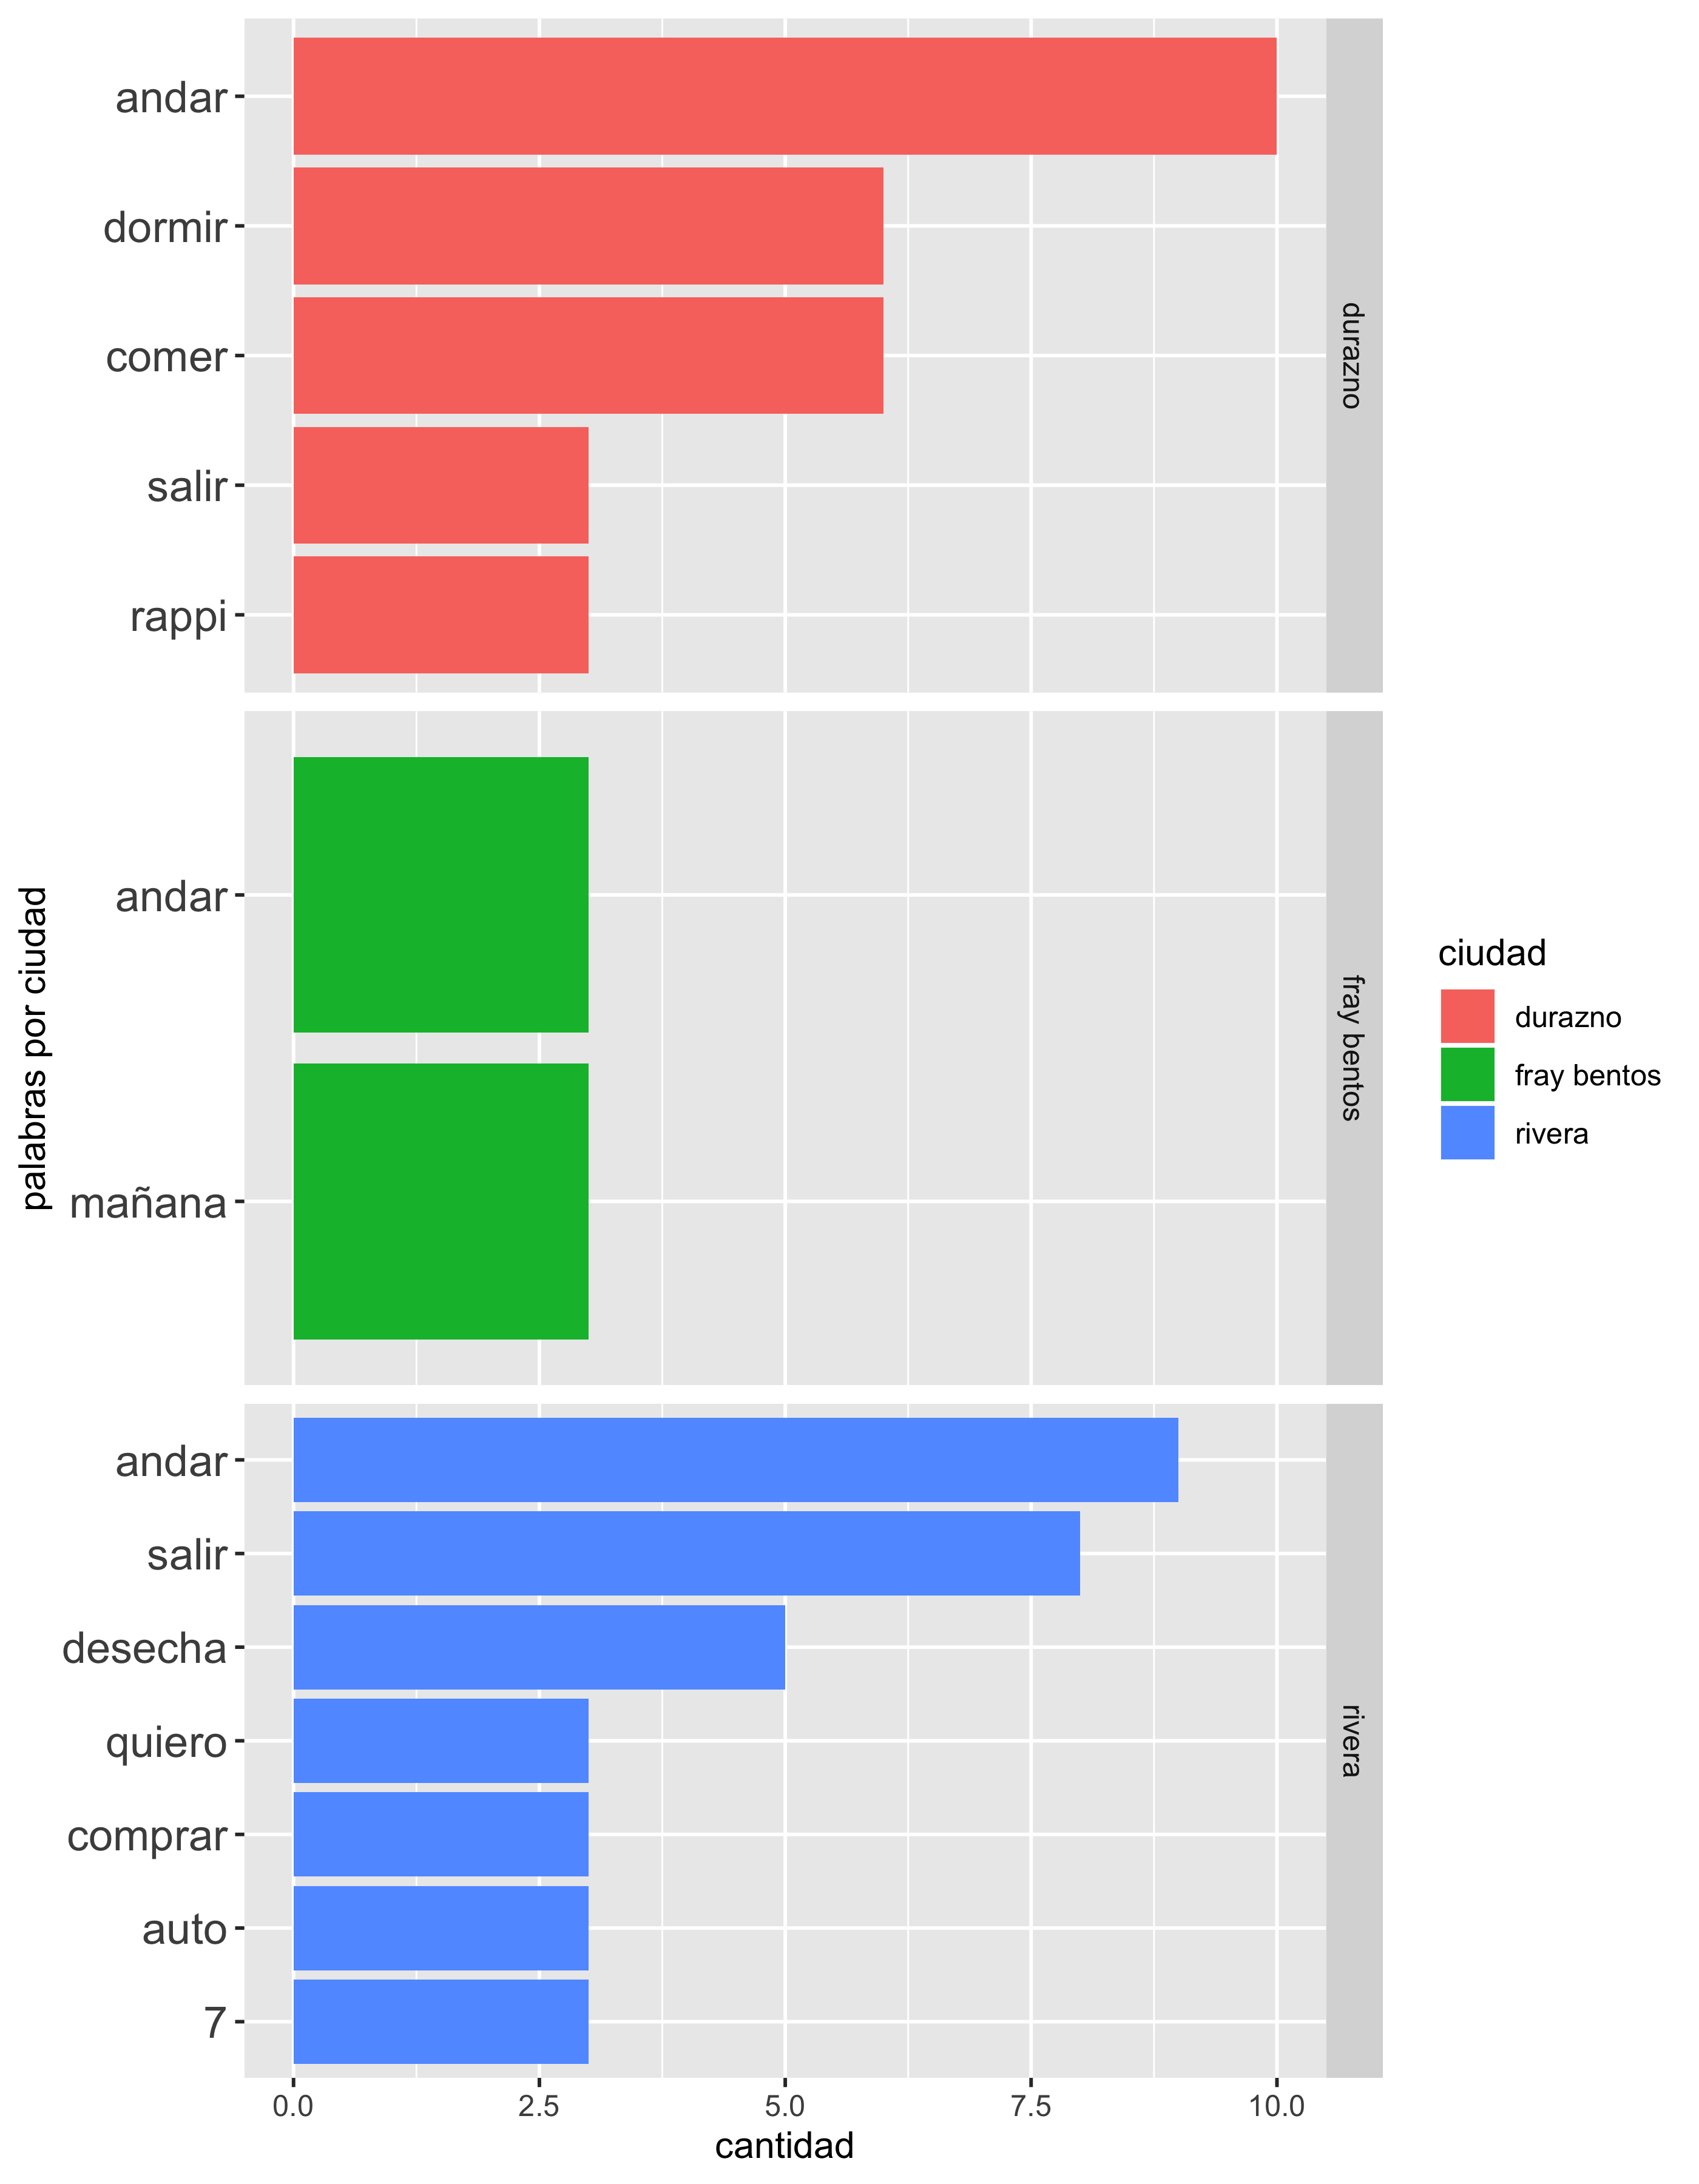 andar
dormir
comer
salir
rappi
durazno
andar
mañana
fray bentos
andar
salir
desecha
quiero
comprar
auto
7
rivera
0.0 2.5 5.0 7.5 10.0
cantidad
palabras por ciudad
ciudad
durazno
fray bentos
rivera